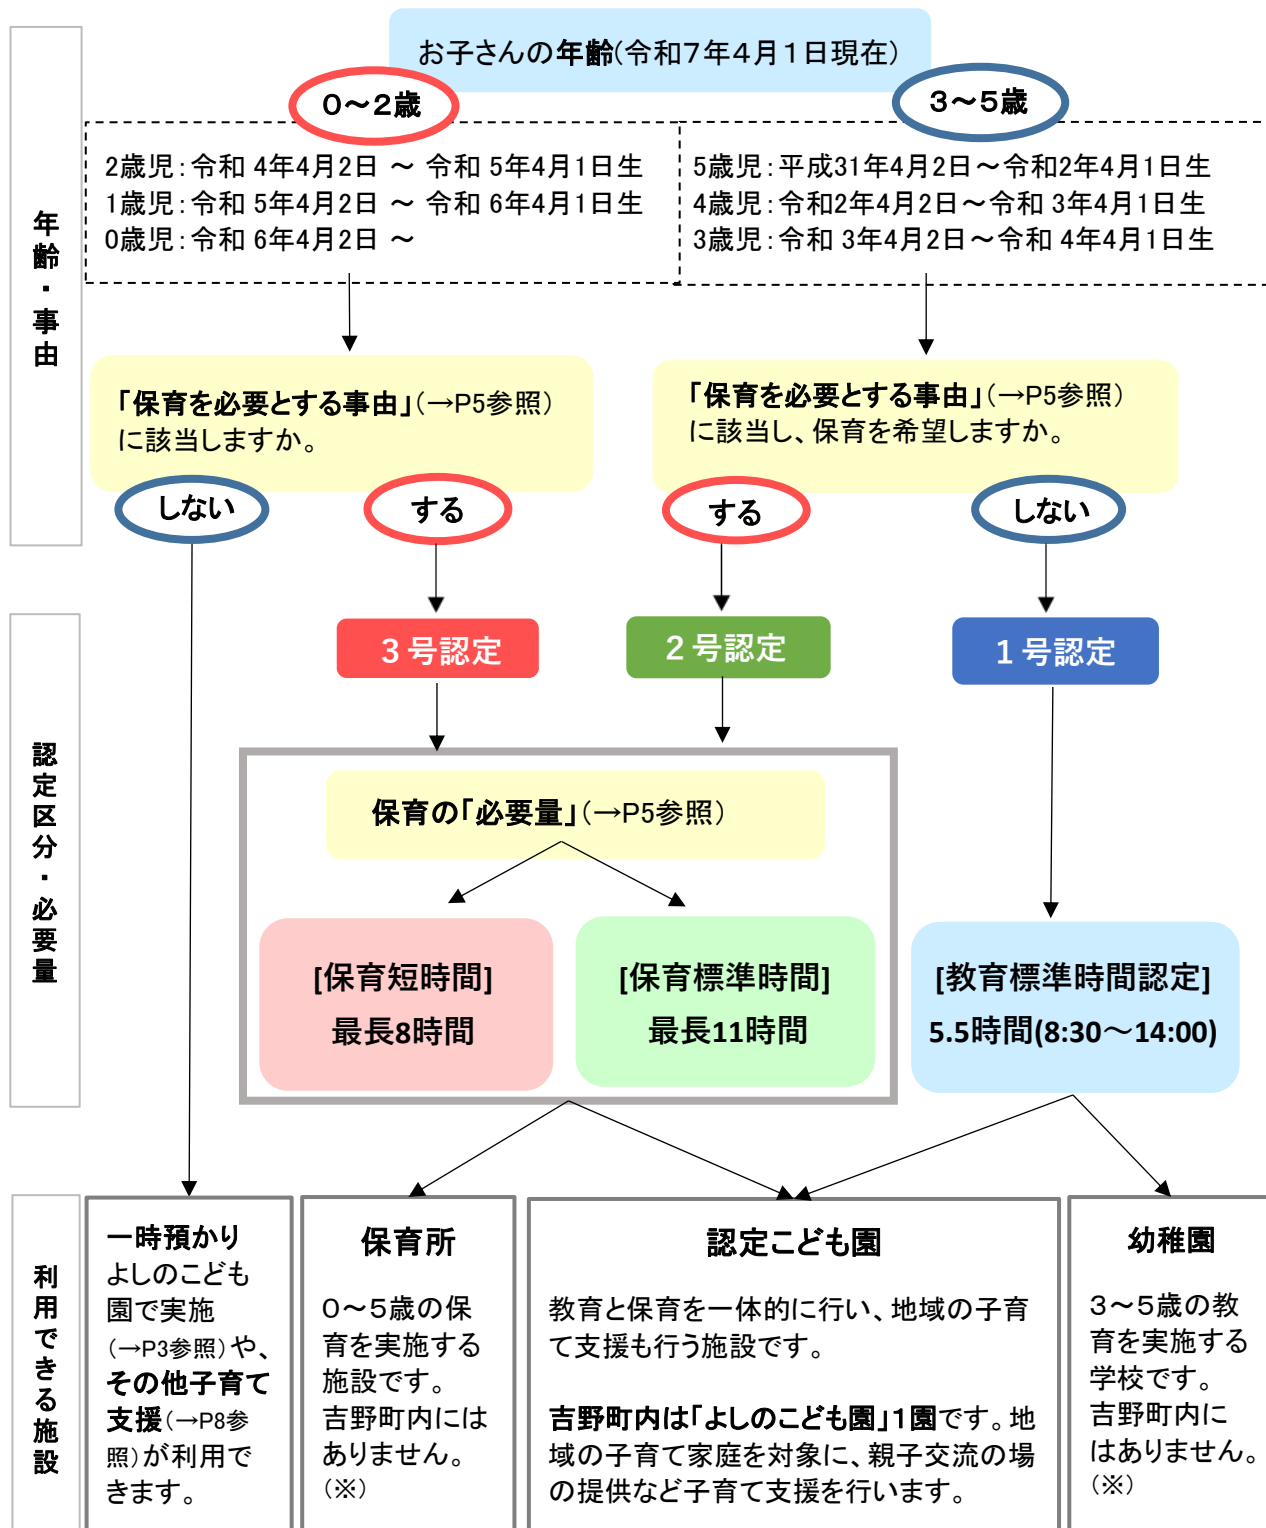 お子さんの年齢(令和7年4月1日現在)
0～2歳
3～5歳
年齢・事由
2歳児：令和 4年4月2日 ～ 令和 5年4月1日生
1歳児：令和 5年4月2日 ～ 令和 6年4月1日生
0歳児：令和 6年4月2日 ～
5歳児：平成31年4月2日～令和2年4月1日生
4歳児：令和2年4月2日～令和 3年4月1日生
3歳児：令和 3年4月2日～令和 4年4月1日生
「保育を必要とする事由」(→P5参照)
に該当しますか。
「保育を必要とする事由」(→P5参照)
に該当し、保育を希望しますか。
しない
する
する
しない
認定区分・必要量
３号認定
２号認定
１号認定
保育の「必要量」(→P5参照)
[保育短時間]
最長8時間
[保育標準時間]
最長11時間
[教育標準時間認定]
5.5時間(8:30～14:00)
利用できる施設
一時預かり
よしのこども
園で実施
(→P3参照)や、
その他子育て
支援(→P8参
照)が利用で
きます。
保育所
0～5歳の保
育を実施する
施設です。
吉野町内には
ありません。
(※)
認定こども園
教育と保育を一体的に行い、地域の子育
て支援も行う施設です。
吉野町内は「よしのこども園」1園です。地
域の子育て家庭を対象に、親子交流の場
の提供など子育て支援を行います。
幼稚園
3～5歳の教
育を実施する
学校です。
吉野町内に
はありません。
(※)